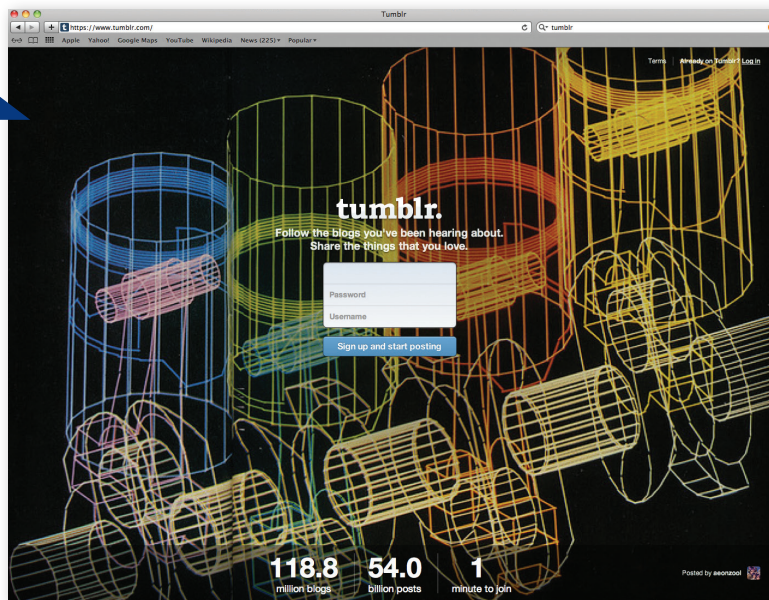 Tumblr
https://www.tumblr.com/
tumblr
Apple Yahoo! Google Maps YouTube Wikipedia News (225) Popular
Terms Already on Tumblr? Log in
tumblr.
Follow the blogs you've been hearing about.
Share the things that you love.
Password
Username
Sign up and start posting
118.8 54.0 1
million blogs billion posts minute to join
Posted by aeonzool